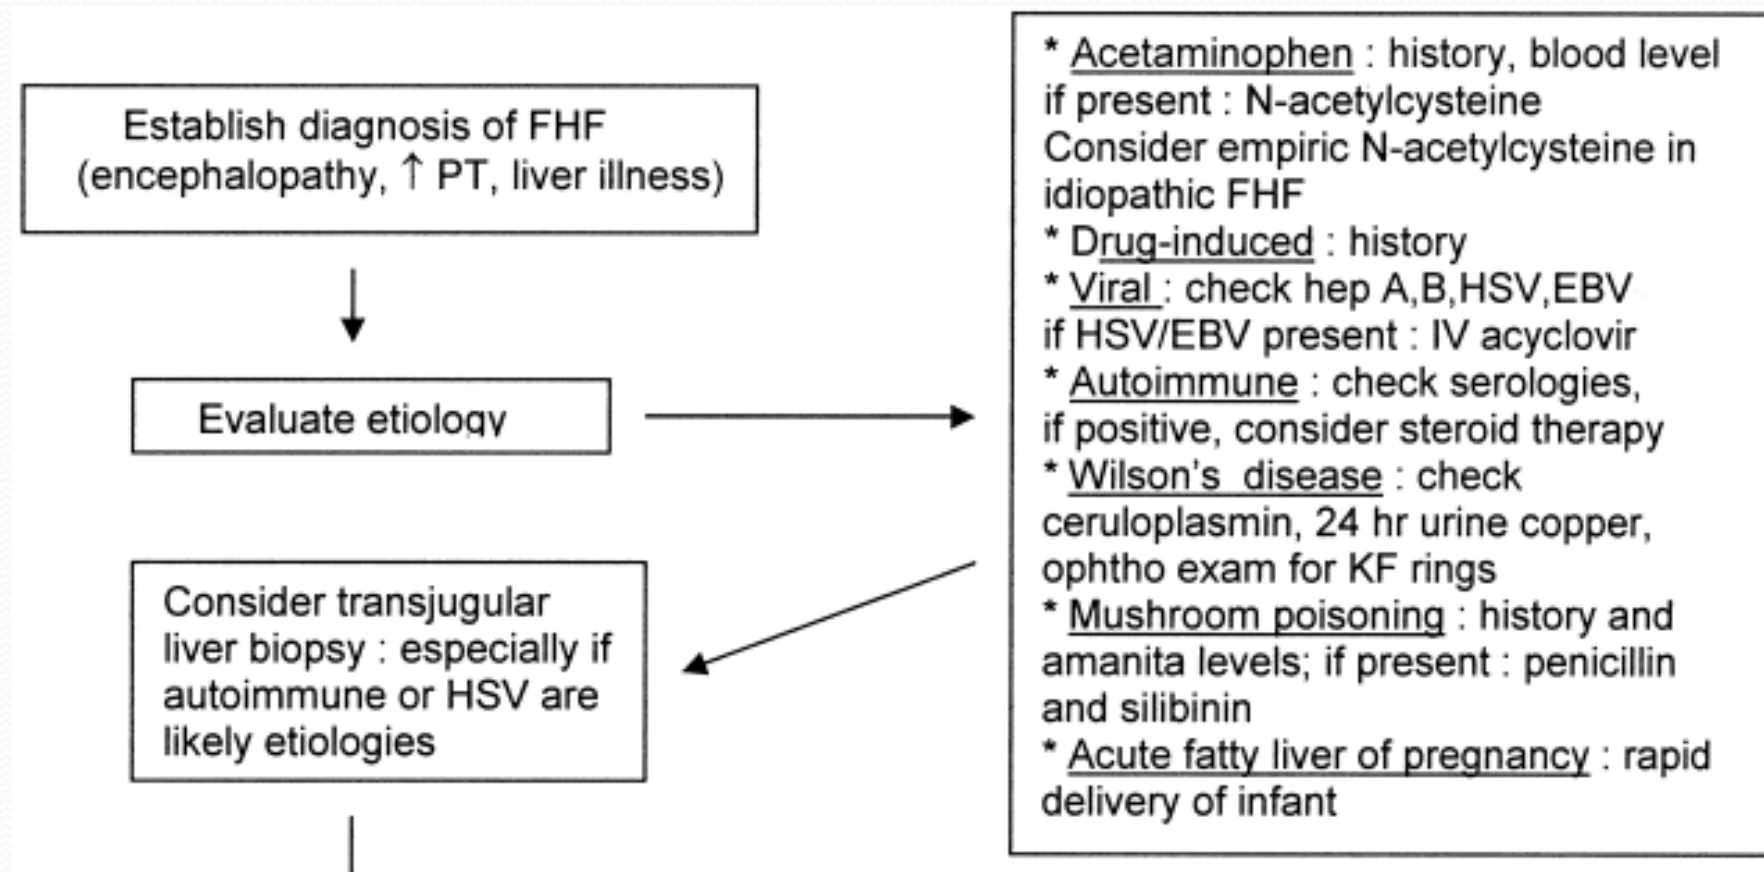 Establish diagnosis of FHF
(encephalopathy, ↑ PT, liver illness)
Evaluate etiology
* Acetaminophen : history, blood level
if present : N-acetylcysteine
Consider empiric N-acetylcysteine in
idiopathic FHF
* Drug-induced : history
* Viral : check hep A,B,HSV,EBV
if HSV/EBV present : IV acyclovir
* Autoimmune : check serologies,
if positive, consider steroid therapy
* Wilson's disease : check
ceruloplasmin, 24 hr urine copper,
ophtho exam for KF rings
* Mushroom poisoning : history and
amanita levels; if present : penicillin
and silibinin
* Acute fatty liver of pregnancy : rapid
delivery of infant
Consider transjugular
liver biopsy : especially if
autoimmune or HSV are
likely etiologies